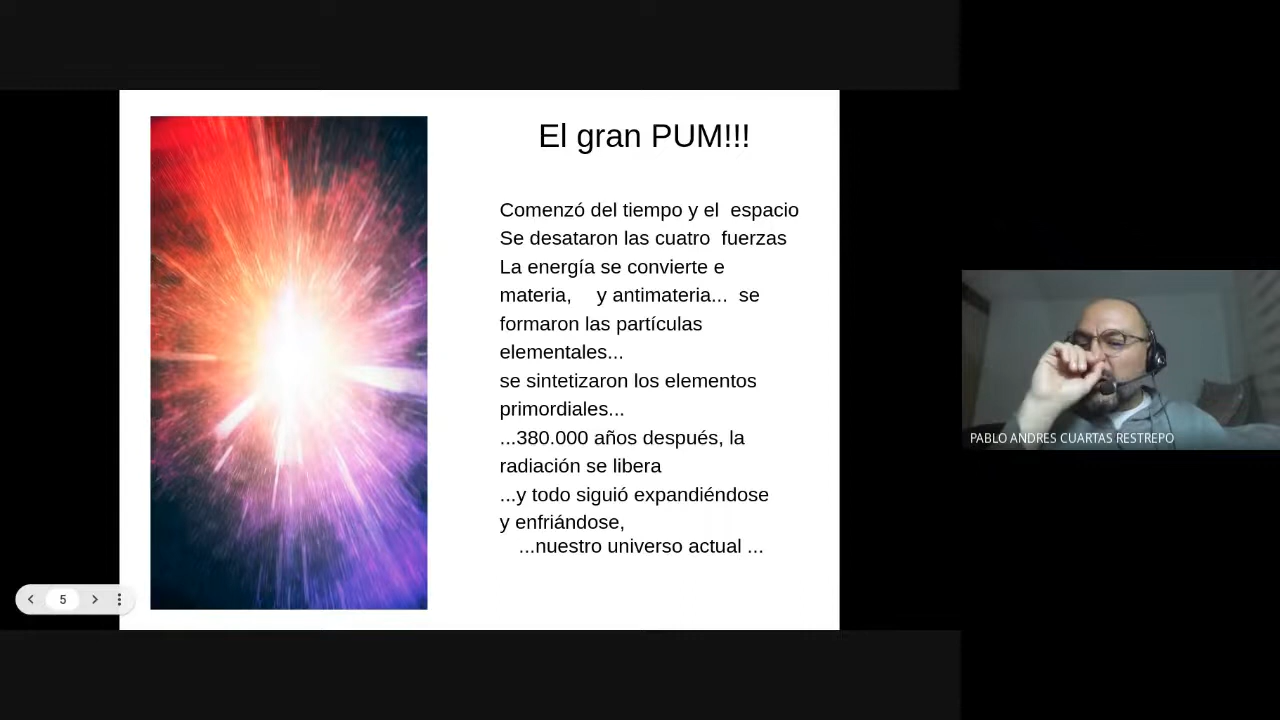 El gran PUM!!!
Comenzó del tiempo y el espacio
Se desataron las cuatro fuerzas
La energía se convierte e
materia, y antimateria... se
formaron las partículas
elementales...
se sintetizaron los elementos
primordiales...
...380.000 años después, la
radiación se libera
...y todo siguió expandiéndose
y enfriándose,
...nuestro universo actual ...
5
PABLO ANDRES CUARTAS RESTREPO